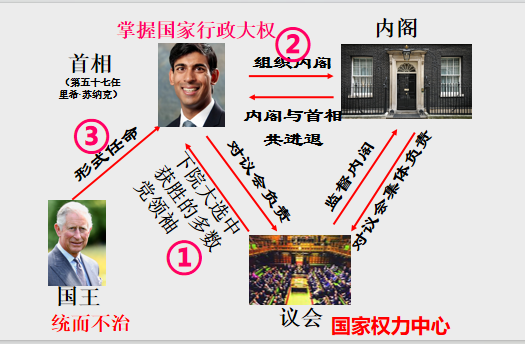 掌握国家行政大权
②
内阁
首相
(第五十七任
里希·苏纳克)
组织内阁
内阁与首相
共进退
③
形式任命
下院大选中
获胜的多数
党领袖
①
对议会负责
监督内阁
对议会集体负责
国王
统而不治
议会
国家权力中心